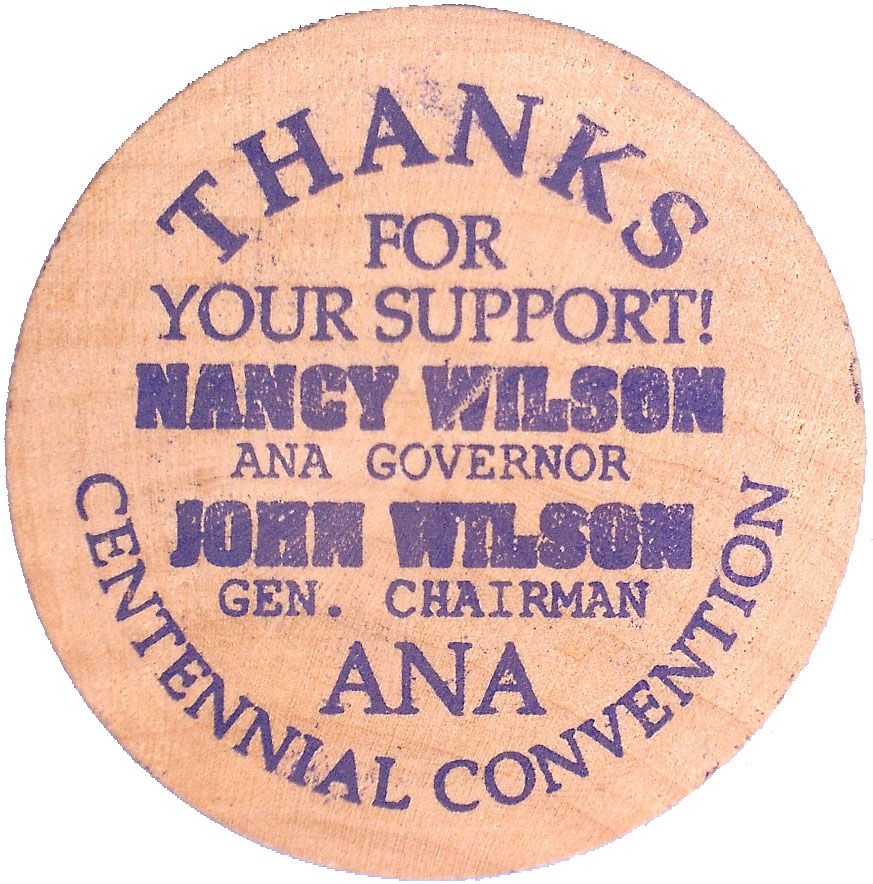 THANKS
FOR
YOUR SUPPORT!
NANCY WILSON
ANA GOVERNOR
JOHN WILSON
GEN. CHAIRMAN
ANA
CENTENNIAL CONVENTION